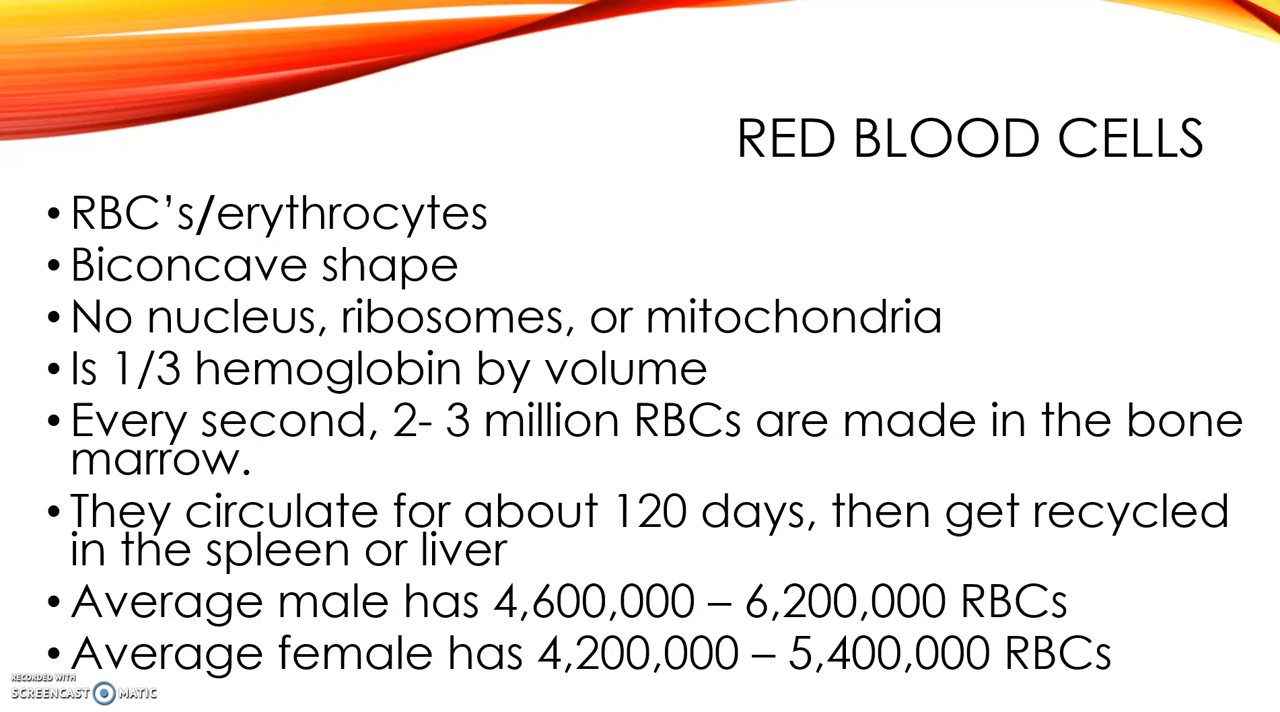 RED BLOOD CELLS
• RBC’s/erythrocytes
• Biconcave shape
• No nucleus, ribosomes, or mitochondria
• Is 1/3 hemoglobin by volume
• Every second, 2- 3 million RBCs are made in the bone
marrow.
• They circulate for about 120 days, then get recycled
in the spleen or liver
• Average male has 4,600,000 – 6,200,000 RBCs
• Average female has 4,200,000 – 5,400,000 RBCs
RECORDED WITH
SCREENCAST MATIC